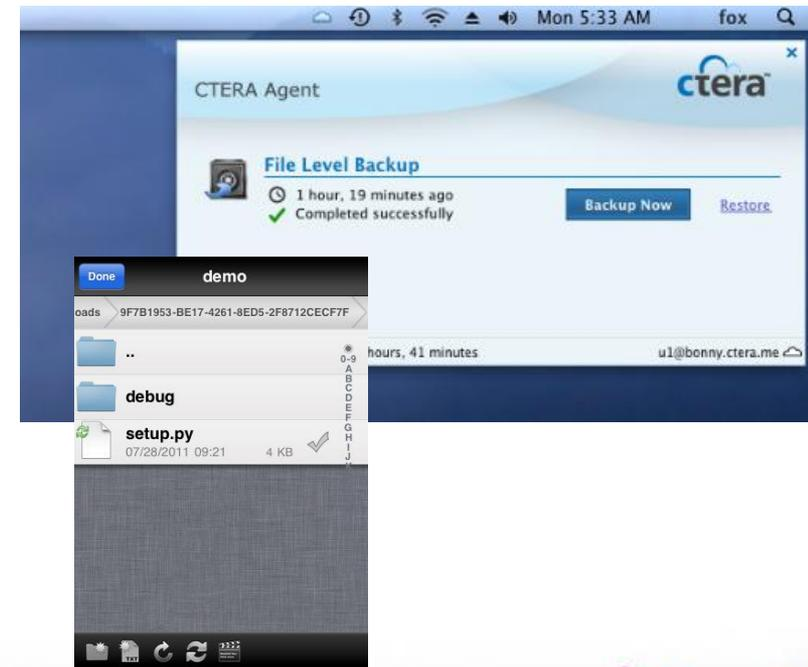 Mon 5:33 AM fox
CTERA Agent
ctera™
File Level Backup
1 hour, 19 minutes ago
Completed successfully
Backup Now
Restore
hours, 41 minutes
u1@bonny.ctera.me
Done
demo
oads
9F7B1953-BE17-4261-8ED5-2F8712CECF7F
..
debug
setup.py
07/28/2011 09:21
4 KB
0-9
A
B
C
D
E
F
G
H
I
J
TXT